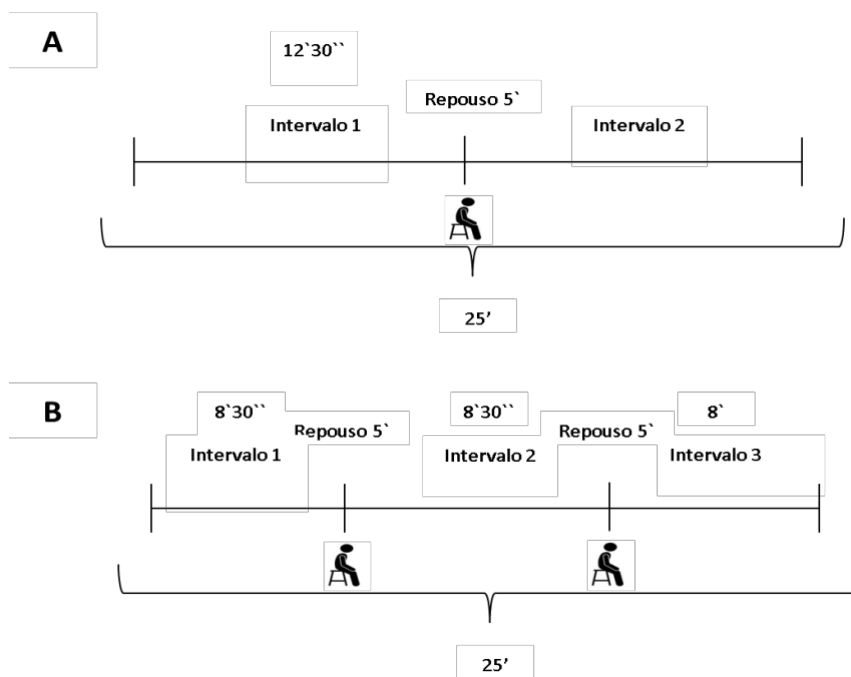 A
12`30``
Repouso 5`
Intervalo 1
Intervalo 2
25’
B
8`30``
8`30``
8`
Repouso 5`
Repouso 5`
Intervalo 1
Intervalo 2
Intervalo 3
25’